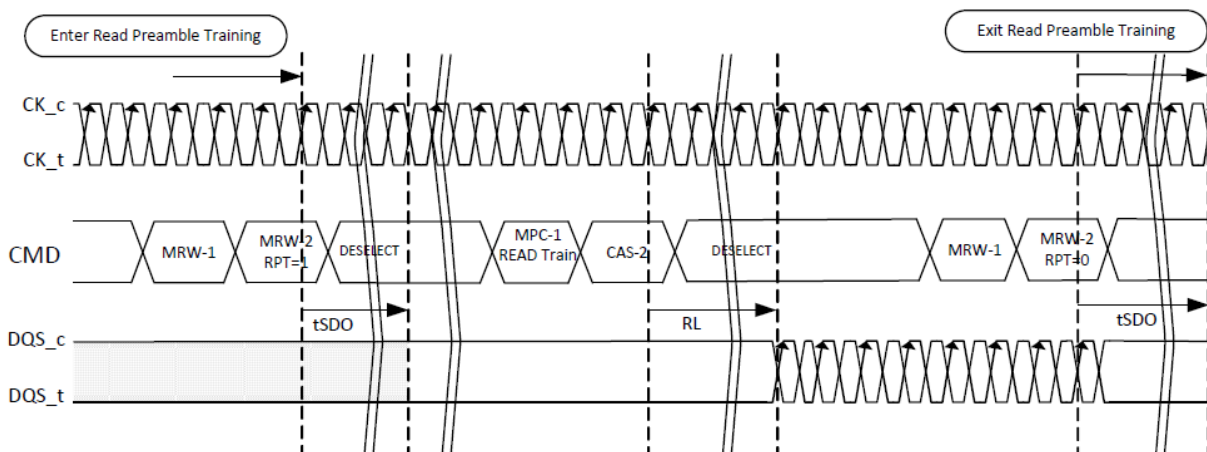 Enter Read Preamble Training
Exit Read Preamble Training
CK_c
CK_t
CMD
MRW-1
MRW-2
RPT=1
DESELECT
MPC-1
READ Train
CAS-2
DESELECT
MRW-1
MRW-2
RPT=0
tSDO
RL
tSDO
DQS_c
DQS_t